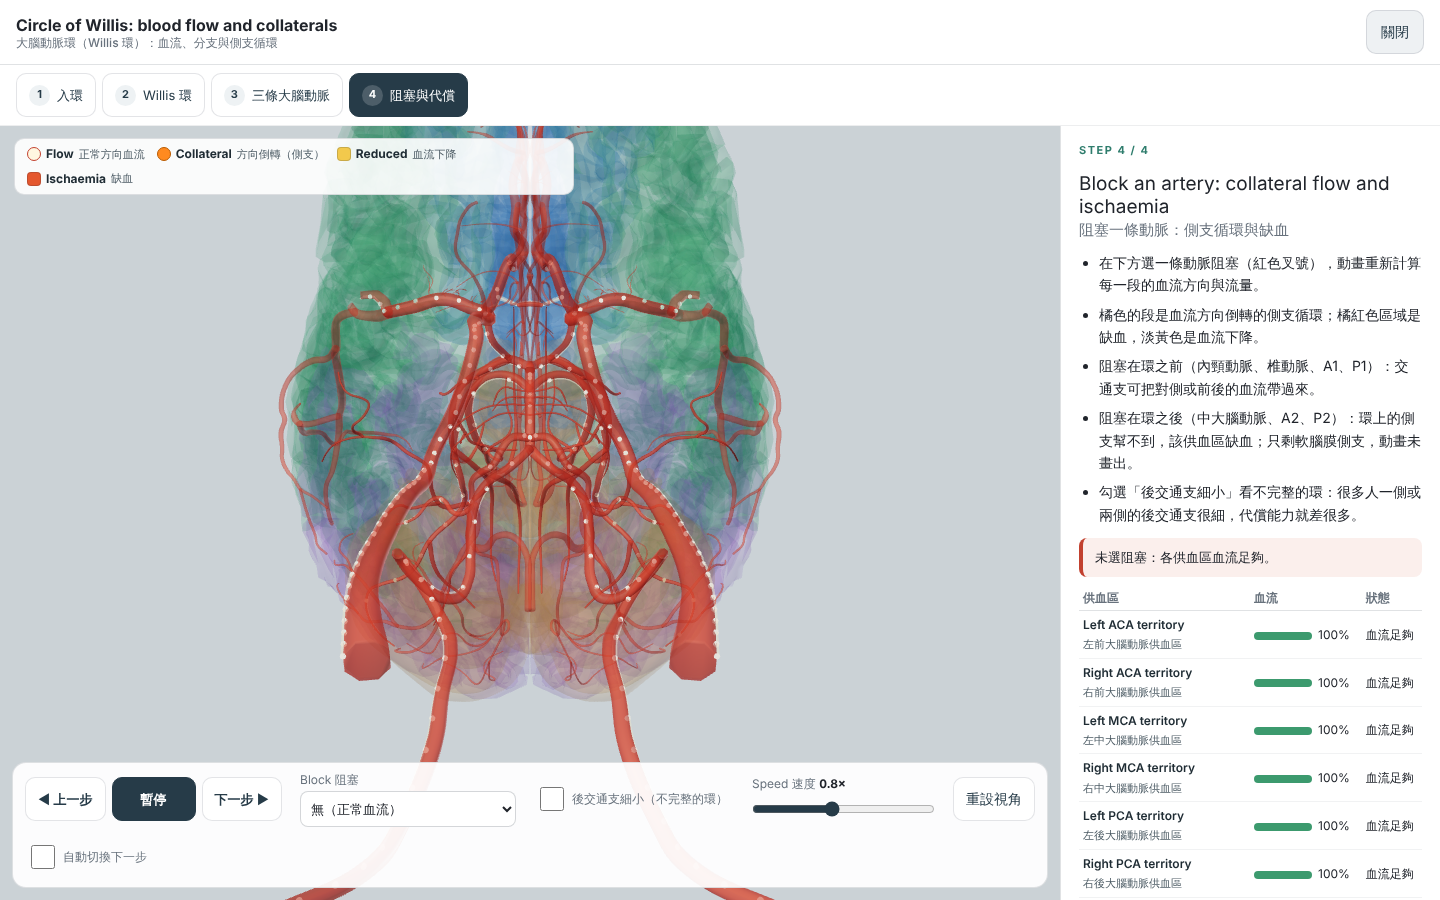 Circle of Willis: blood flow and collaterals
大腦動脈環（Willis 環）：血流、分支與側支循環
關閉
1 入環
2 Willis 環
3 三條大腦動脈
4 阻塞與代償
Flow 正常方向血流 Collateral 方向倒轉（側支） Reduced 血流下降
Ischaemia 缺血
STEP 4 / 4
Block an artery: collateral flow and
ischaemia
阻塞一條動脈：側支循環與缺血
• 在下方選一條動脈阻塞（紅色叉號），動畫重新計算
每一段的血流方向與流量。
• 橘色的段是血流方向倒轉的側支循環；橘紅色區域是
缺血，淡黃色是血流下降。
• 阻塞在環之前（內頸動脈、椎動脈、A1、P1）：交
通支可把對側或前後的血流帶過來。
• 阻塞在環之後（中大腦動脈、A2、P2）：環上的側
支幫不到，該供血區缺血；只剩軟腦膜側支，動畫未
畫出。
• 勾選「後交通支細小」看不完整的環：很多人一側或
兩側的後交通支很細，代償能力就差很多。
未選阻塞：各供血區血流足夠。
供血區 血流 狀態
Left ACA territory
左前大腦動脈供血區
100% 血流足夠
Right ACA territory
右前大腦動脈供血區
100% 血流足夠
Left MCA territory
左中大腦動脈供血區
100% 血流足夠
Right MCA territory
右中大腦動脈供血區
100% 血流足夠
Left PCA territory
左後大腦動脈供血區
100% 血流足夠
Right PCA territory
右後大腦動脈供血區
100% 血流足夠
◀ 上一步
暫停
下一步 ▶
Block 阻塞
無（正常血流）
後交通支細小（不完整的環）
Speed 速度 0.8×
重設視角
自動切換下一步